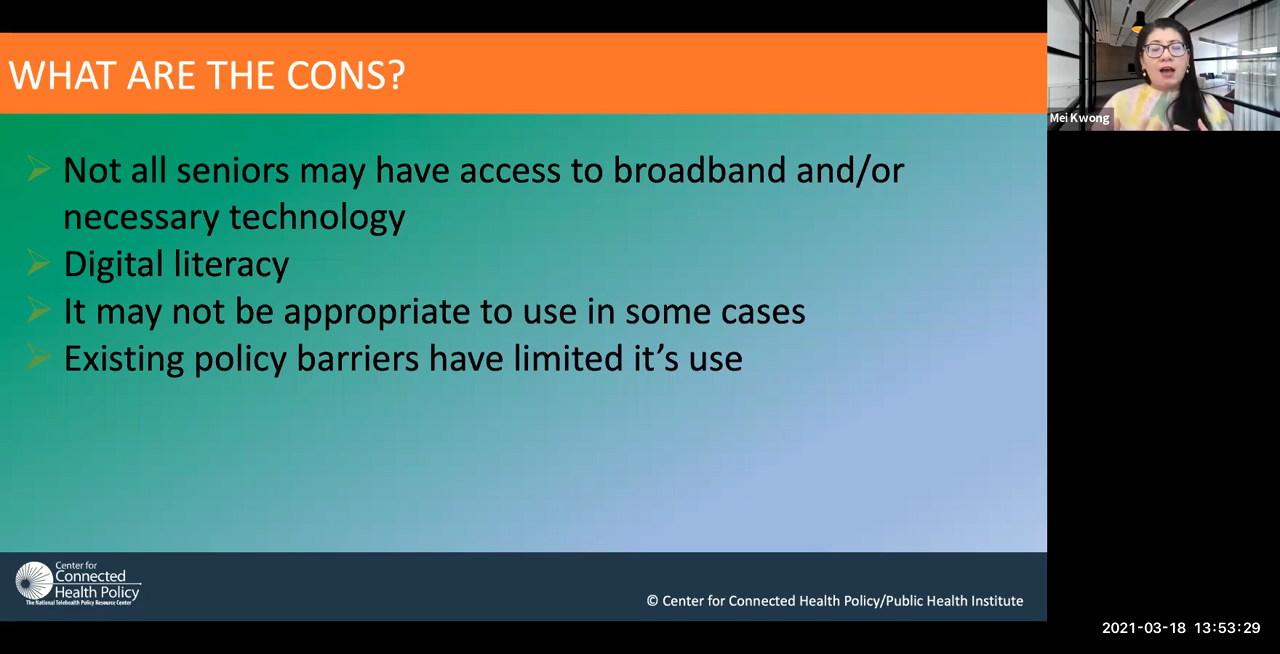 WHAT ARE THE CONS?
Mei Kwong
Not all seniors may have access to broadband and/or
necessary technology
Digital literacy
It may not be appropriate to use in some cases
Existing policy barriers have limited it’s use
Center for
Connected
Health Policy
The National Telehealth Policy Resource Center
© Center for Connected Health Policy/Public Health Institute
2021-03-18 13:53:29